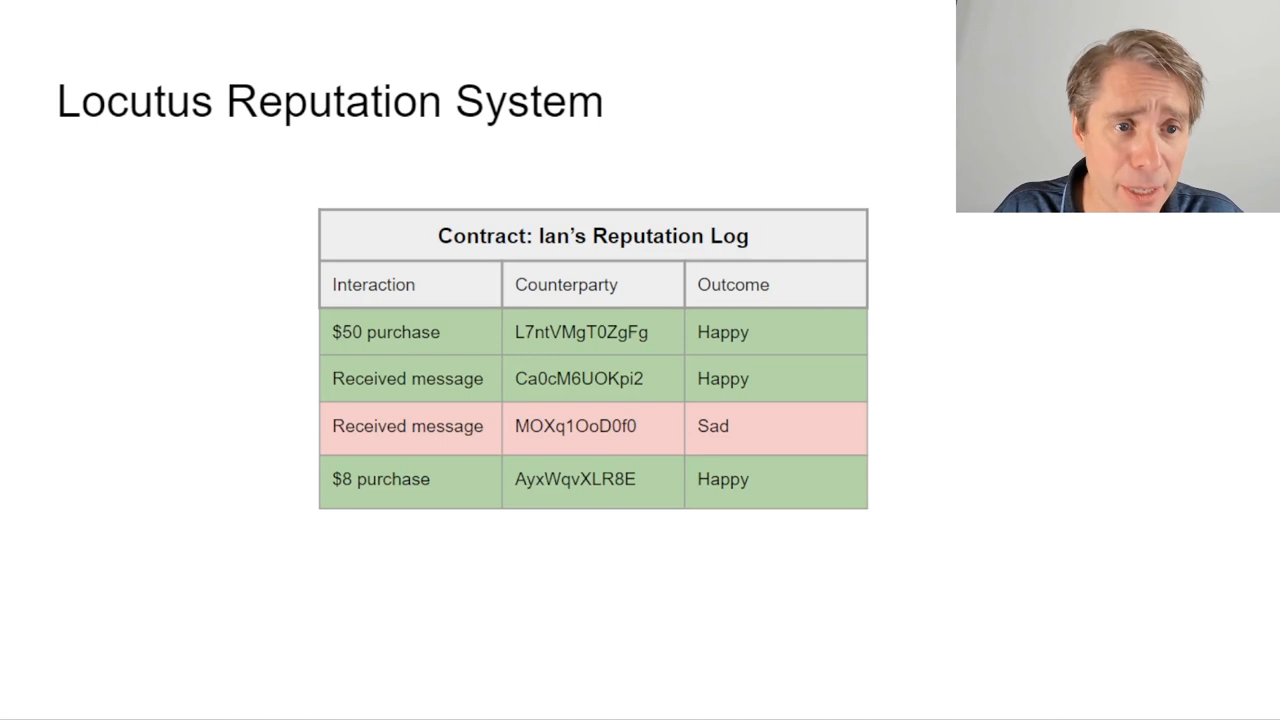 Locutus Reputation System
Contract: Ian’s Reputation Log
Interaction Counterparty Outcome
$50 purchase L7ntVMgT0ZgFg Happy
Received message Ca0cM6UOKpi2 Happy
Received message MOXq1OoD0f0 Sad
$8 purchase AyxWqvXLR8E Happy